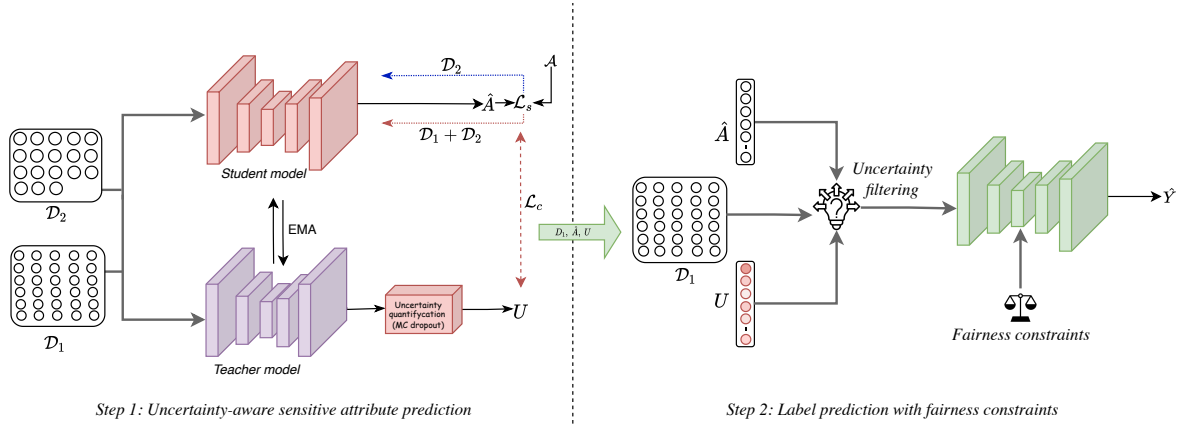 𝒟₂
𝒟₁
Student model
EMA
Teacher model
Uncertainty
quantifycation
(MC dropout)
𝒟₂
𝒜
Â
ℒₛ
𝒟₁ + 𝒟₂
ℒ_c
U
D₁, Â, U
Step 1: Uncertainty-aware sensitive attribute prediction
Â
𝒟₁
U
Uncertainty
filtering
Ŷ
Fairness constraints
Step 2: Label prediction with fairness constraints